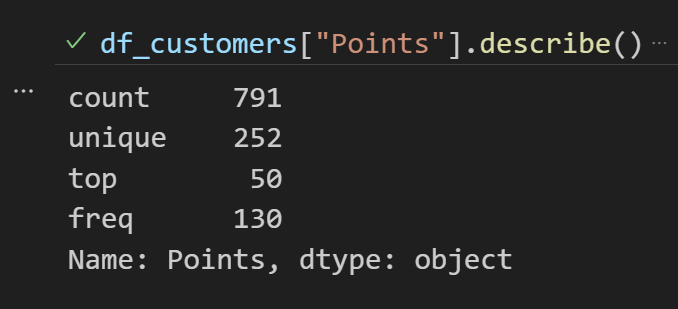 df_customers["Points"].describe()
count 791
unique 252
top 50
freq 130
Name: Points, dtype: object